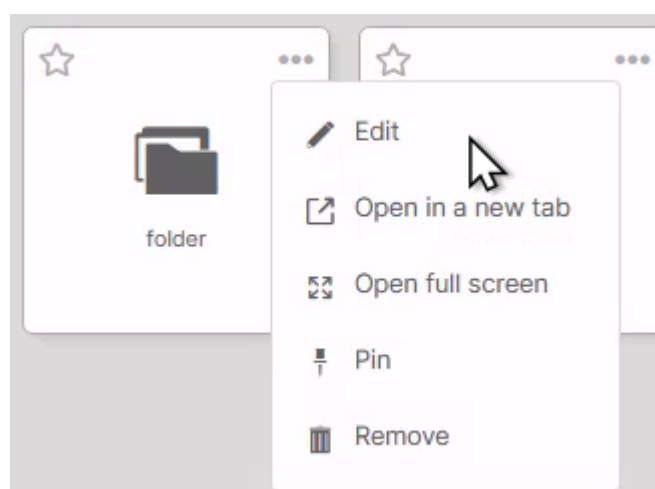 Edit
Open in a new tab
folder
Open full screen
Pin
Remove